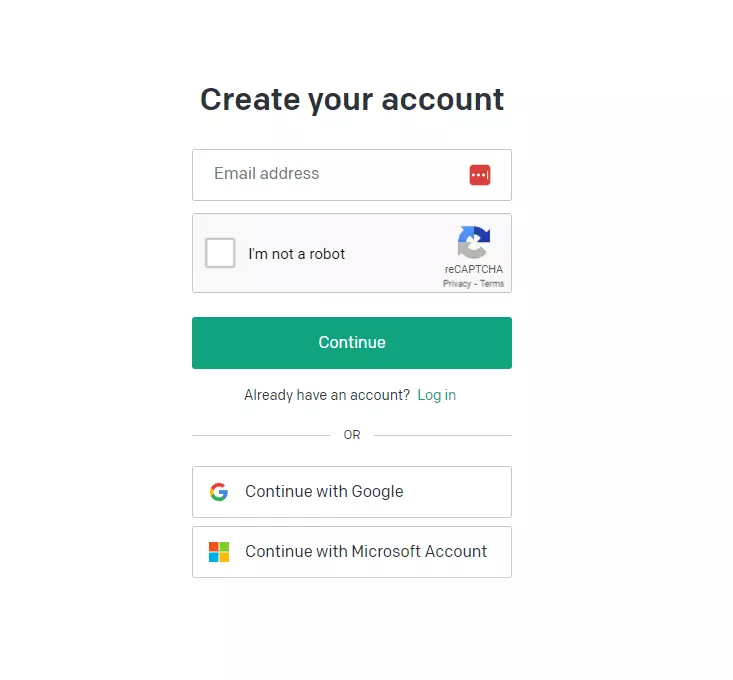 Create your account
Email address
I'm not a robot
reCAPTCHA
Privacy - Terms
Continue
Already have an account? Log in
OR
Continue with Google
Continue with Microsoft Account